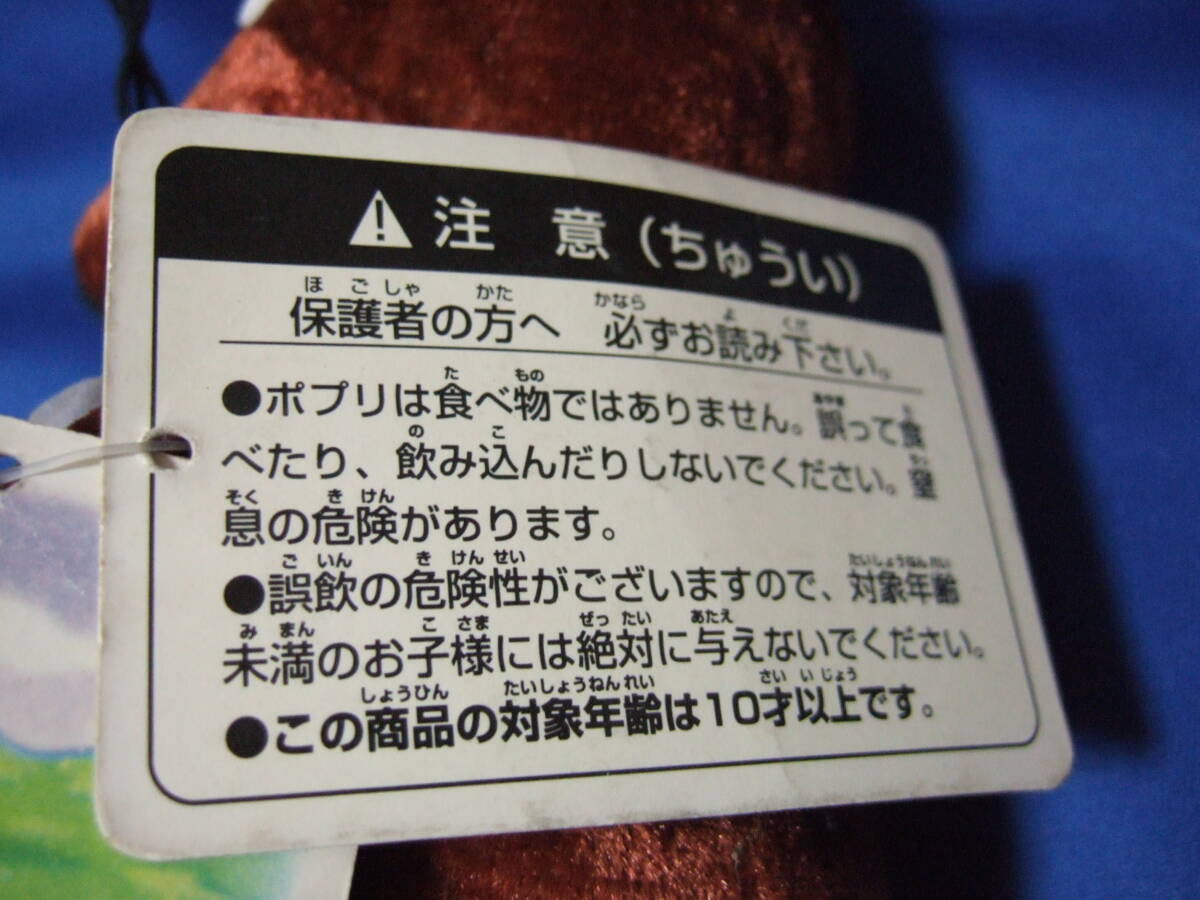 注 意 (ちゅうい)
保護者の方へ 必ずお読み下さい。
●ポプリは食べ物ではありません。誤って食
べたり、飲み込んだりしないでください。窒
息の危険があります。
●誤飲の危険性がございますので、対象年齢
未満のお子様には絶対に与えないでください。
●この商品の対象年齢は10才以上です。